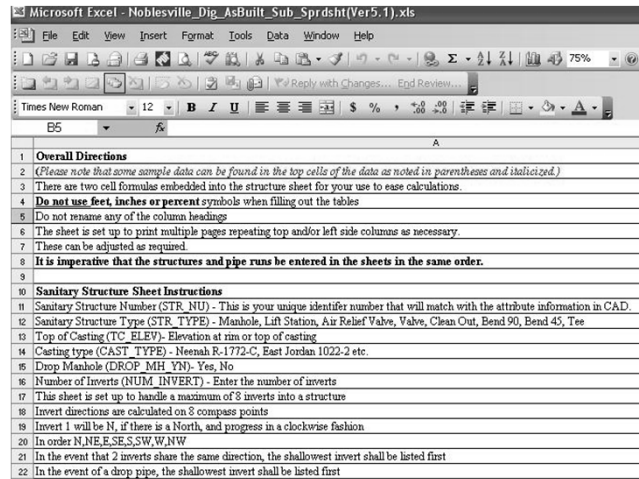 Microsoft Excel - Noblesville_Dig_AsBuilt_Sub_Sprdsht(Ver5.1).xls
File Edit View Insert Format Tools Data Window Help
75%
Reply with Changes... End Review...
Times New Roman 12 B I U $ % ,
B5 fx
A
1 Overall Directions
2 (Please note that some sample data can be found in the top cells of the data as noted in parentheses and italicized.)
3 There are two cell formulas embedded into the structure sheet for your use to ease calculations.
4 Do not use feet, inches or percent symbols when filling out the tables
5 Do not rename any of the column headings
6 The sheet is set up to print multiple pages repeating top and/or left side columns as necessary.
7 These can be adjusted as required.
8 It is imperative that the structures and pipe runs be entered in the sheets in the same order.
9
10 Sanitary Structure Sheet Instructions
11 Sanitary Structure Number (STR_NU) - This is your unique identifer number that will match with the attribute information in CAD.
12 Sanitary Structure Type (STR_TYPE) - Manhole, Lift Station, Air Relief Valve, Valve, Clean Out, Bend 90, Bend 45, Tee
13 Top of Casting (TC_ELEV)- Elevation at rim or top of casting
14 Casting type (CAST_TYPE) - Neenah R-1772-C, East Jordan 1022-2 etc.
15 Drop Manhole (DROP_MH_YN)- Yes, No
16 Number of Inverts (NUM_INVERT) - Enter the number of inverts
17 This sheet is set up to handle a maximum of 8 inverts into a structure
18 Invert directions are calculated on 8 compass points
19 Invert 1 will be N, if there is a North, and progress in a clockwise fashion
20 In order N,NE,E,SE,S,SW,W,NW
21 In the event that 2 inverts share the same direction, the shallowest invert shall be listed first
22 In the event of a drop pipe, the shallowest invert shall be listed first